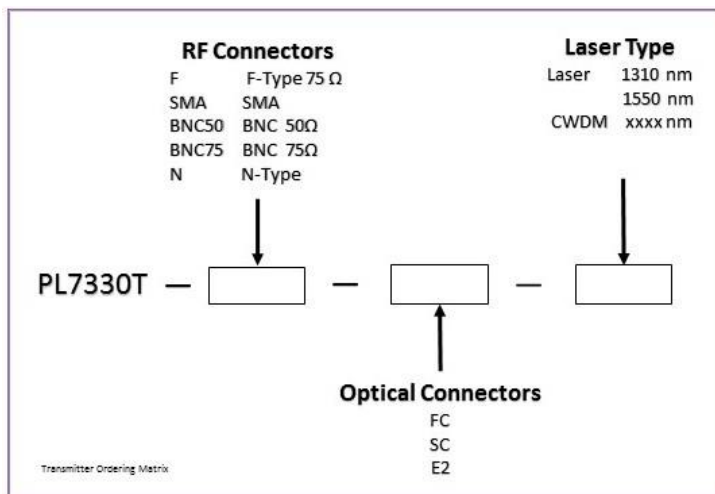 RF Connectors
F F-Type 75 Ω
SMA SMA
BNC50 BNC 50Ω
BNC75 BNC 75Ω
N N-Type
Laser Type
Laser 1310 nm
1550 nm
CWDM xxxx nm
PL7330T — — —
Optical Connectors
FC
SC
E2
Transmitter Ordering Matrix